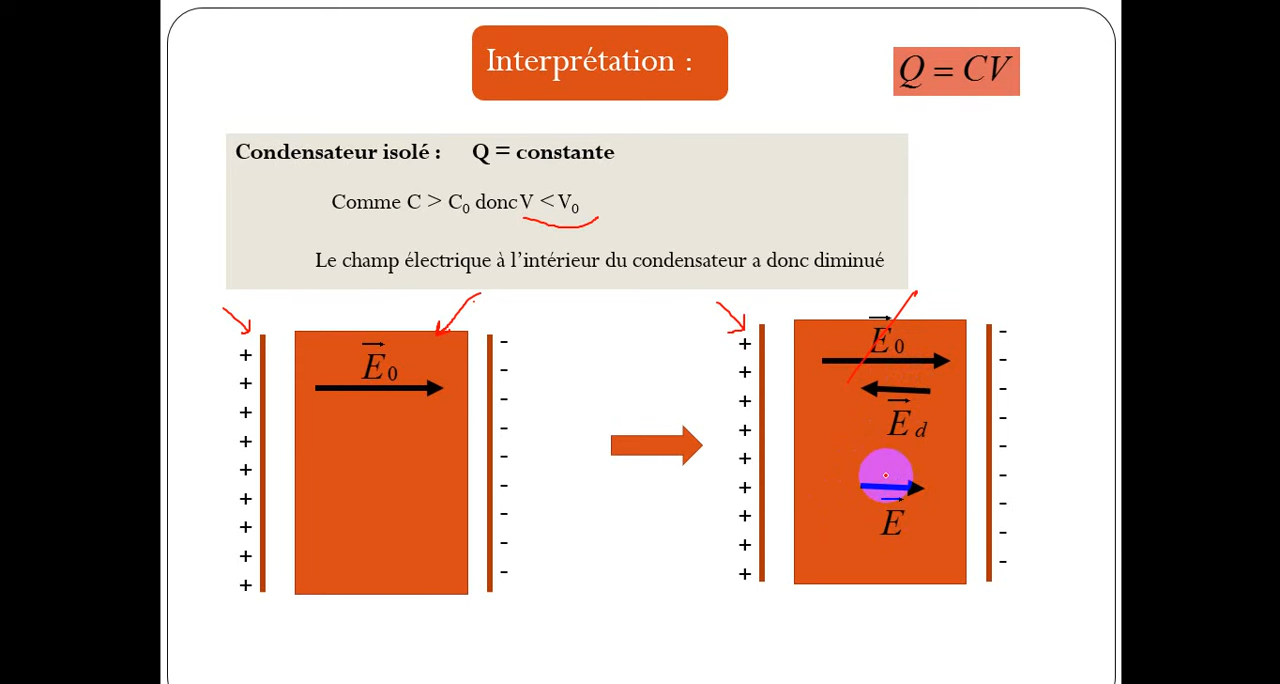 Interprétation :
Q = CV
Condensateur isolé : Q = constante
Comme C > C₀ donc V < V₀
Le champ électrique à l'intérieur du condensateur a donc diminué
E₀
E₀
E_d
E
+ + + + + + + + +
- - - - - - - - -
+ + + + + + + + +
- - - - - - - - -